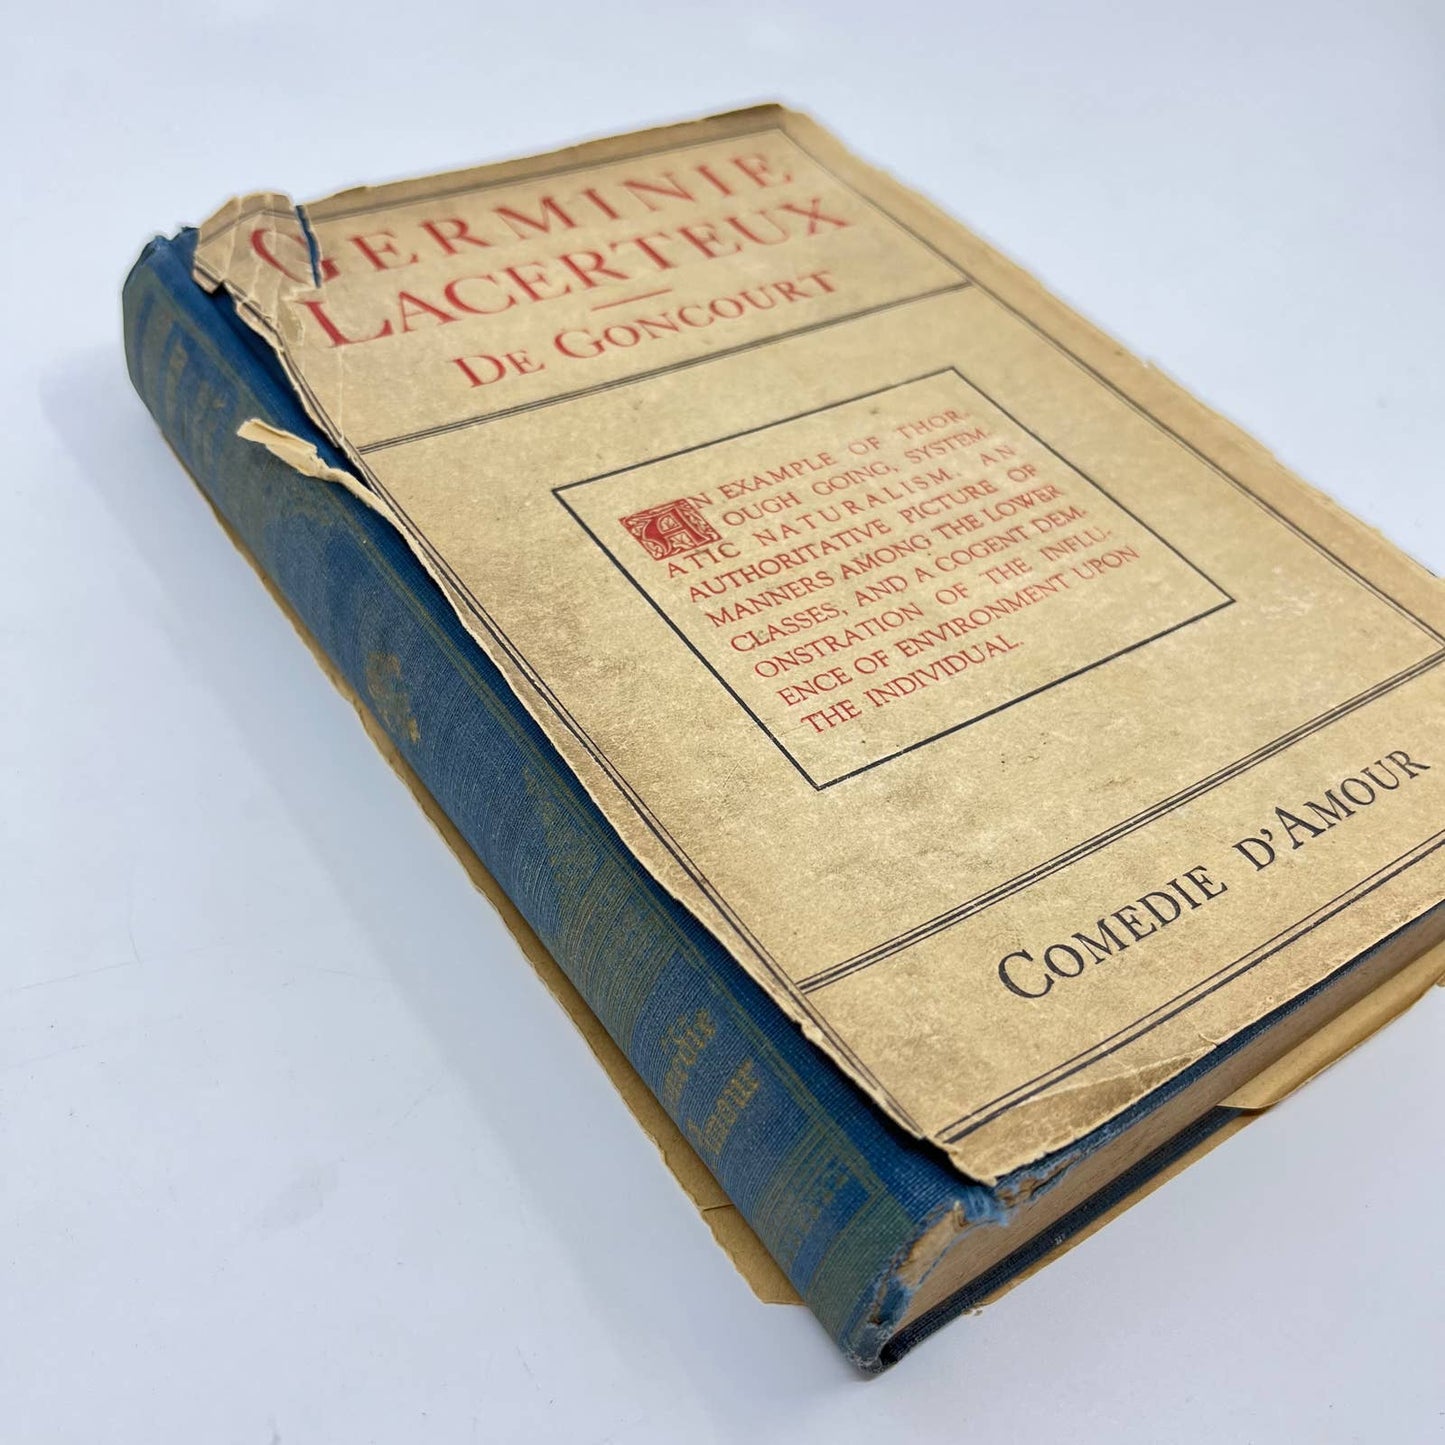 GERMINIE
LACERTEUX
DE GONCOURT
AN EXAMPLE OF THOR-
OUGH GOING, SYSTEM-
ATIC NATURALISM. AN
AUTHORITATIVE PICTURE OF
MANNERS AMONG THE LOWER
CLASSES, AND A COGENT DEM-
ONSTRATION OF THE INFLU-
ENCE OF ENVIRONMENT UPON
THE INDIVIDUAL.
COMEDIE D'AMOUR